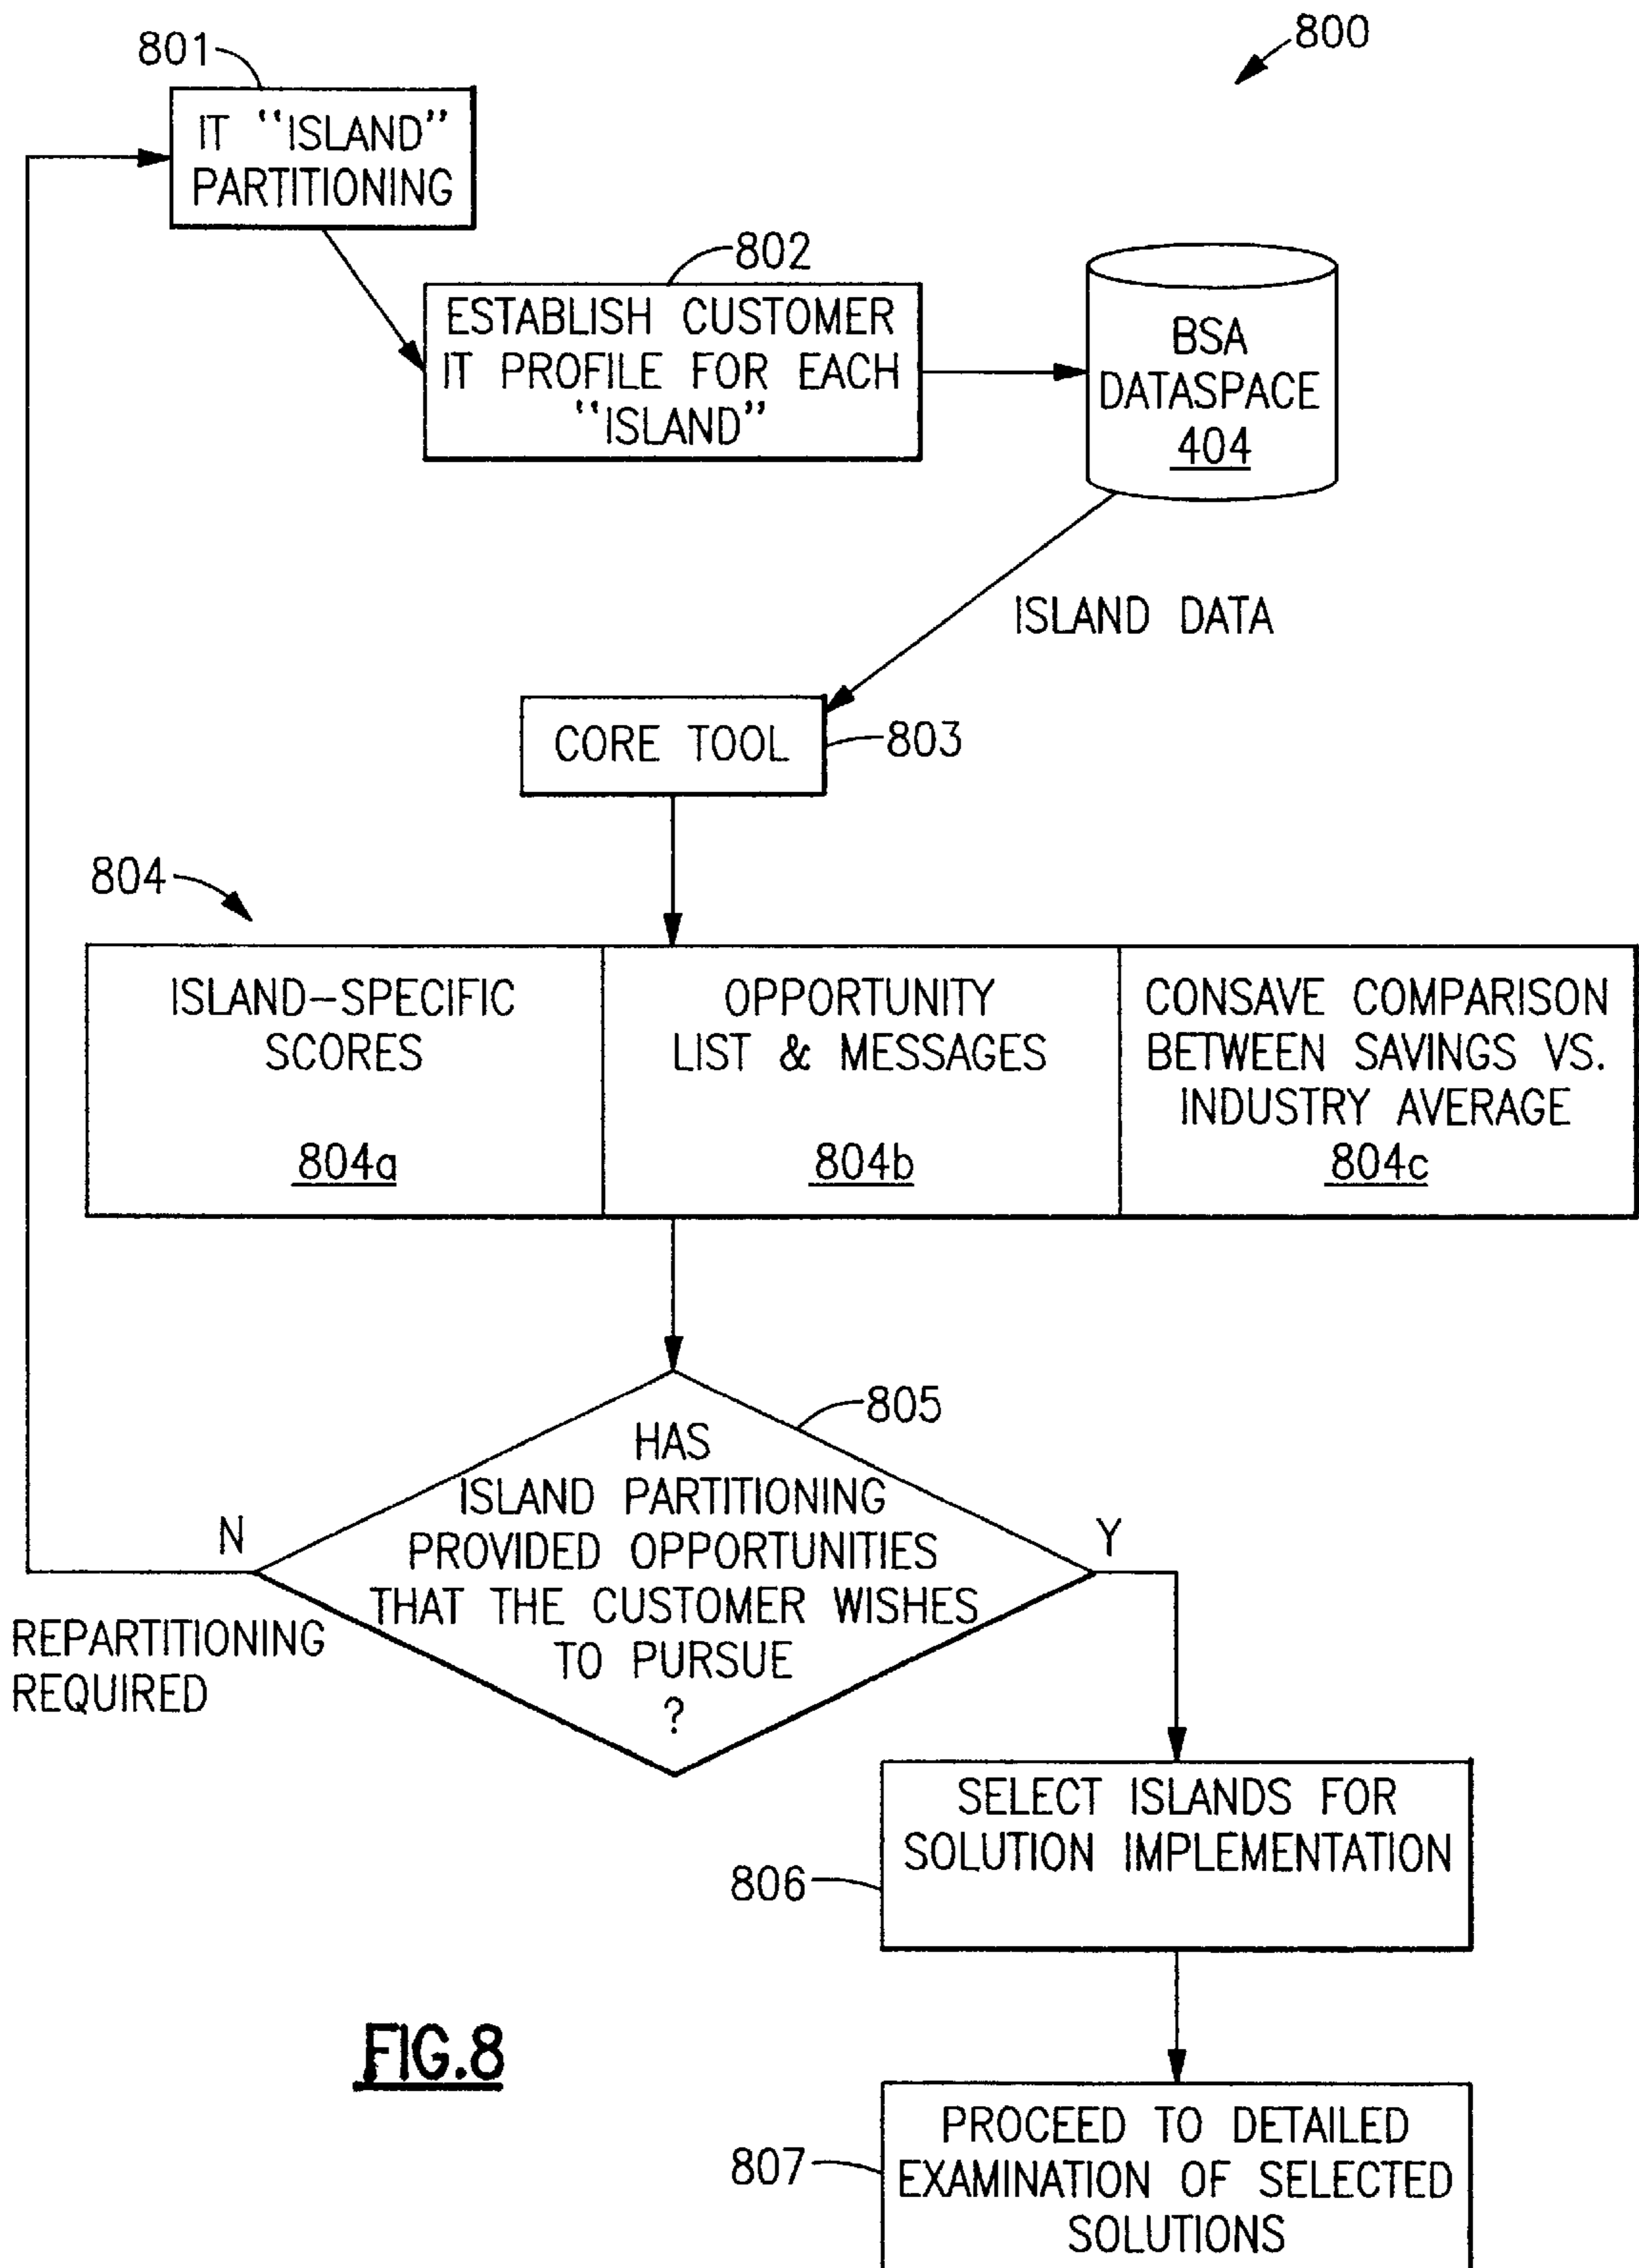 801
800
IT "ISLAND"
PARTITIONING
802
ESTABLISH CUSTOMER
IT PROFILE FOR EACH
"ISLAND"
BSA
DATASPACE
404
ISLAND DATA
CORE TOOL
803
804
ISLAND-SPECIFIC
SCORES
804a
OPPORTUNITY
LIST & MESSAGES
804b
CONSAVE COMPARISON
BETWEEN SAVINGS VS.
INDUSTRY AVERAGE
804c
805
HAS
ISLAND PARTITIONING
PROVIDED OPPORTUNITIES
THAT THE CUSTOMER WISHES
TO PURSUE
?
N
Y
REPARTITIONING
REQUIRED
SELECT ISLANDS FOR
SOLUTION IMPLEMENTATION
806
FIG.8
PROCEED TO DETAILED
EXAMINATION OF SELECTED
SOLUTIONS
807